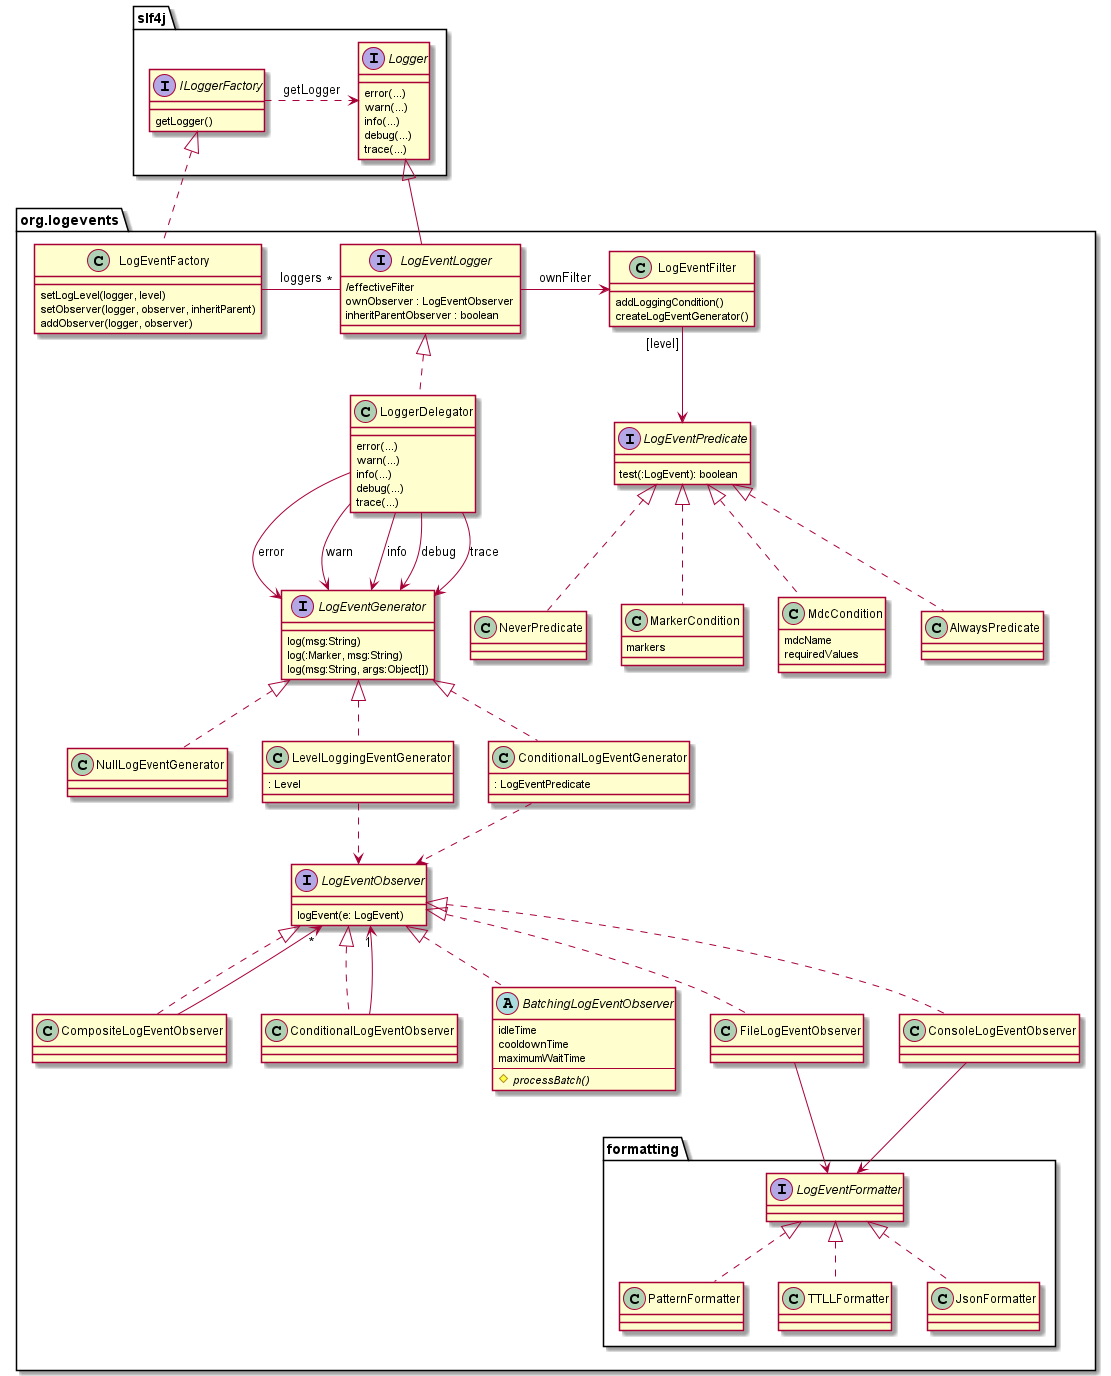 slf4j
I ILoggerFactory
getLogger()
getLogger
I Logger
error(...)
warn(...)
info(...)
debug(...)
trace(...)
org.logevents
C LogEventFactory
setLogLevel(logger, level)
setObserver(logger, observer, inheritParent)
addObserver(logger, observer)
loggers *
I LogEventLogger
/effectiveFilter
ownObserver : LogEventObserver
inheritParentObserver : boolean
ownFilter
C LogEventFilter
addLoggingCondition()
createLogEventGenerator()
[level]
C LoggerDelegator
error(...)
warn(...)
info(...)
debug(...)
trace(...)
I LogEventPredicate
test(:LogEvent): boolean
error
warn
info
debug
trace
I LogEventGenerator
log(msg:String)
log(:Marker, msg:String)
log(msg:String, args:Object[])
C NeverPredicate
C MarkerCondition
markers
C MdcCondition
mdcName
requiredValues
C AlwaysPredicate
C NullLogEventGenerator
C LevelLoggingEventGenerator
: Level
C ConditionalLogEventGenerator
: LogEventPredicate
I LogEventObserver
logEvent(e: LogEvent)
*
1
C CompositeLogEventObserver
C ConditionalLogEventObserver
A BatchingLogEventObserver
idleTime
cooldownTime
maximumWaitTime
processBatch()
C FileLogEventObserver
C ConsoleLogEventObserver
formatting
I LogEventFormatter
C PatternFormatter
C TTLLFormatter
C JsonFormatter